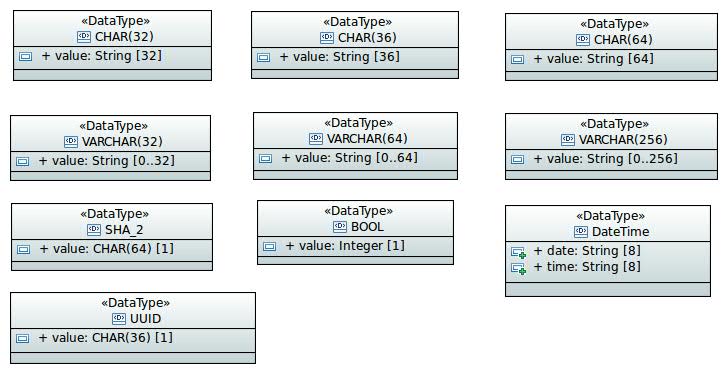 «DataType»
CHAR(32)
+ value: String [32]
«DataType»
CHAR(36)
+ value: String [36]
«DataType»
CHAR(64)
+ value: String [64]
«DataType»
VARCHAR(32)
+ value: String [0..32]
«DataType»
VARCHAR(64)
+ value: String [0..64]
«DataType»
VARCHAR(256)
+ value: String [0..256]
«DataType»
SHA_2
+ value: CHAR(64) [1]
«DataType»
BOOL
+ value: Integer [1]
«DataType»
DateTime
+ date: String [8]
+ time: String [8]
«DataType»
UUID
+ value: CHAR(36) [1]